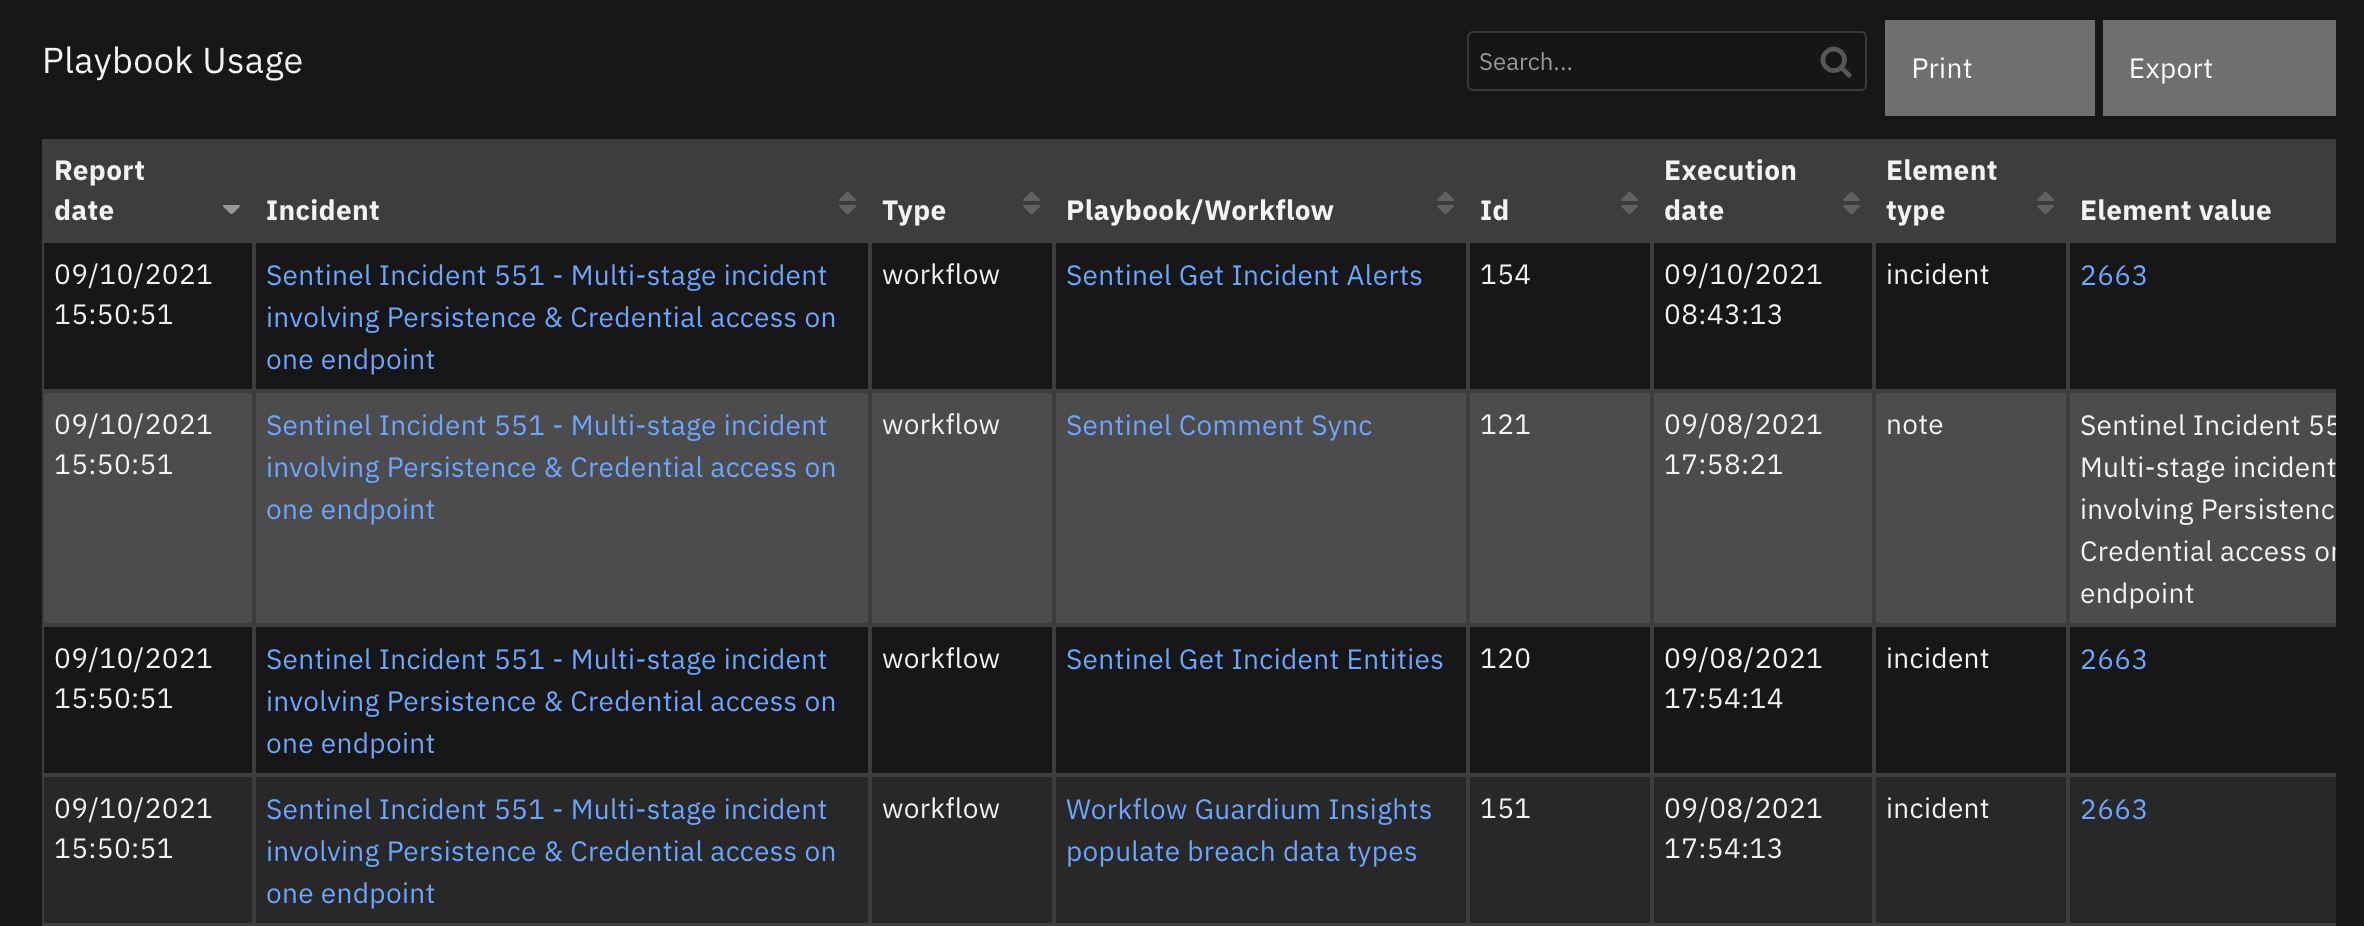 Playbook Usage
Search...
Print
Export
Report date
Incident
Type
Playbook/Workflow
Id
Execution date
Element type
Element value
09/10/2021
15:50:51
Sentinel Incident 551 - Multi-stage incident
involving Persistence & Credential access on
one endpoint
workflow
Sentinel Get Incident Alerts
154
09/10/2021
08:43:13
incident
2663
09/10/2021
15:50:51
Sentinel Incident 551 - Multi-stage incident
involving Persistence & Credential access on
one endpoint
workflow
Sentinel Comment Sync
121
09/08/2021
17:58:21
note
Sentinel Incident 55
Multi-stage incident
involving Persistenc
Credential access on
endpoint
09/10/2021
15:50:51
Sentinel Incident 551 - Multi-stage incident
involving Persistence & Credential access on
one endpoint
workflow
Sentinel Get Incident Entities
120
09/08/2021
17:54:14
incident
2663
09/10/2021
15:50:51
Sentinel Incident 551 - Multi-stage incident
involving Persistence & Credential access on
one endpoint
workflow
Workflow Guardium Insights
populate breach data types
151
09/08/2021
17:54:13
incident
2663